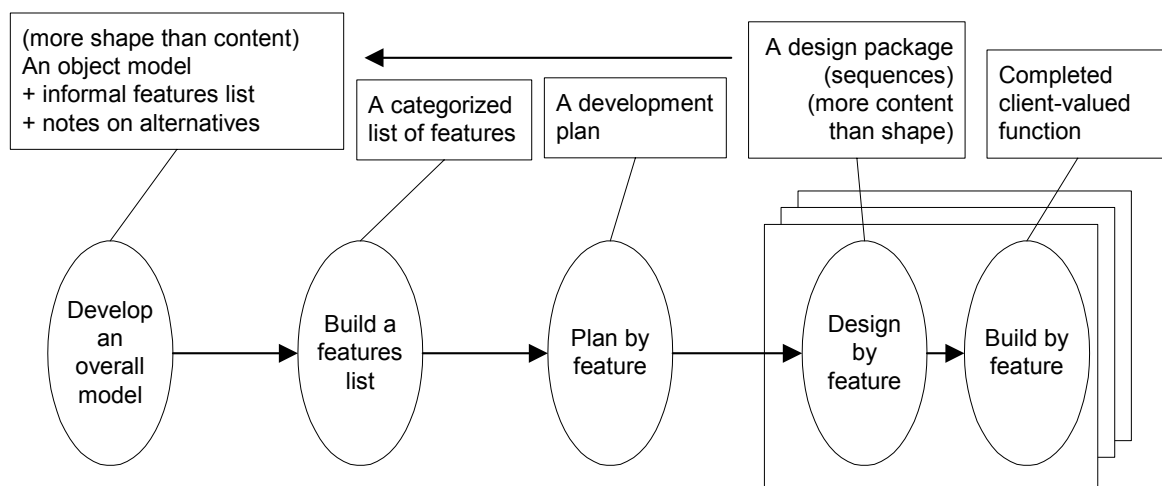 (more shape than content)
An object model
+ informal features list
+ notes on alternatives
A categorized
list of features
A development
plan
A design package
(sequences)
(more content
than shape)
Completed
client-valued
function
Develop
an
overall
model
Build a
features
list
Plan by
feature
Design
by
feature
Build by
feature